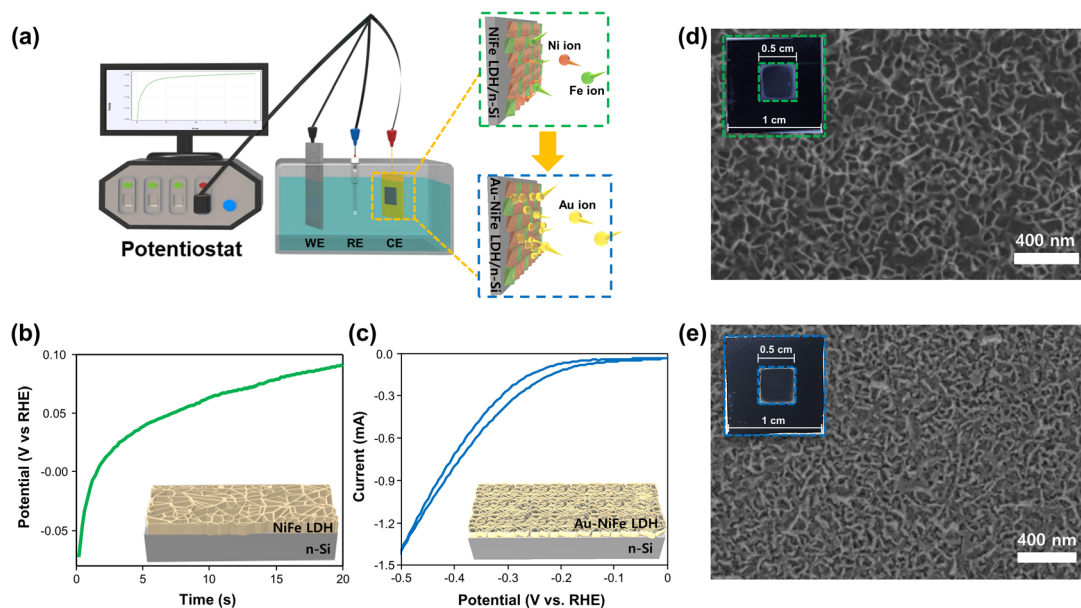 (a)
Potentiostat
WE
RE
CE
NiFe LDH/n-Si
Ni ion
Fe ion
Au-NiFe LDH/n-Si
Au ion
(b)
Potential (V vs RHE)
0.10
0.05
-0.00
-0.05
0
5
10
15
20
Time (s)
NiFe LDH
n-Si
(c)
Current (mA)
0.0
-0.3
-0.6
-0.9
-1.2
-1.5
-0.5
-0.4
-0.3
-0.2
-0.1
0
Potential (V vs. RHE)
Au-NiFe LDH
n-Si
(d)
0.5 cm
1 cm
400 nm
(e)
0.5 cm
1 cm
400 nm